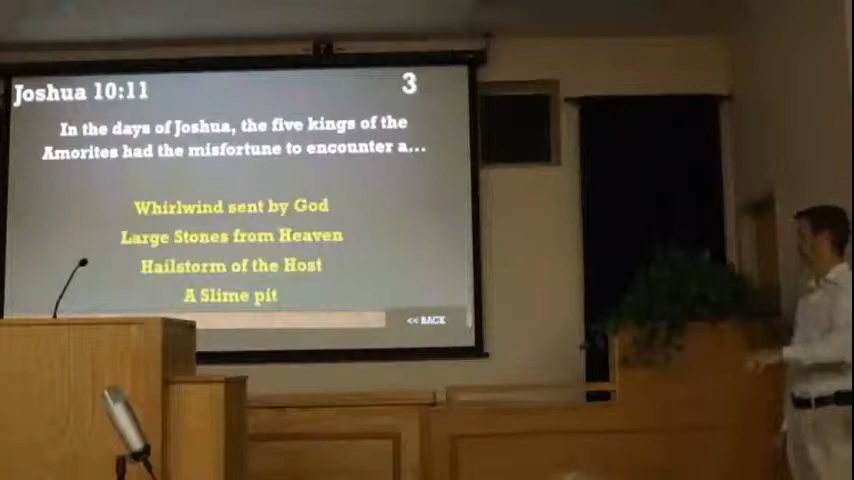 Joshua 10:11
3
In the days of Joshua, the five kings of the
Amorites had the misfortune to encounter a...
Whirlwind sent by God
Large Stones from Heaven
Hailstorm of the Host
A Slime pit
<< BACK